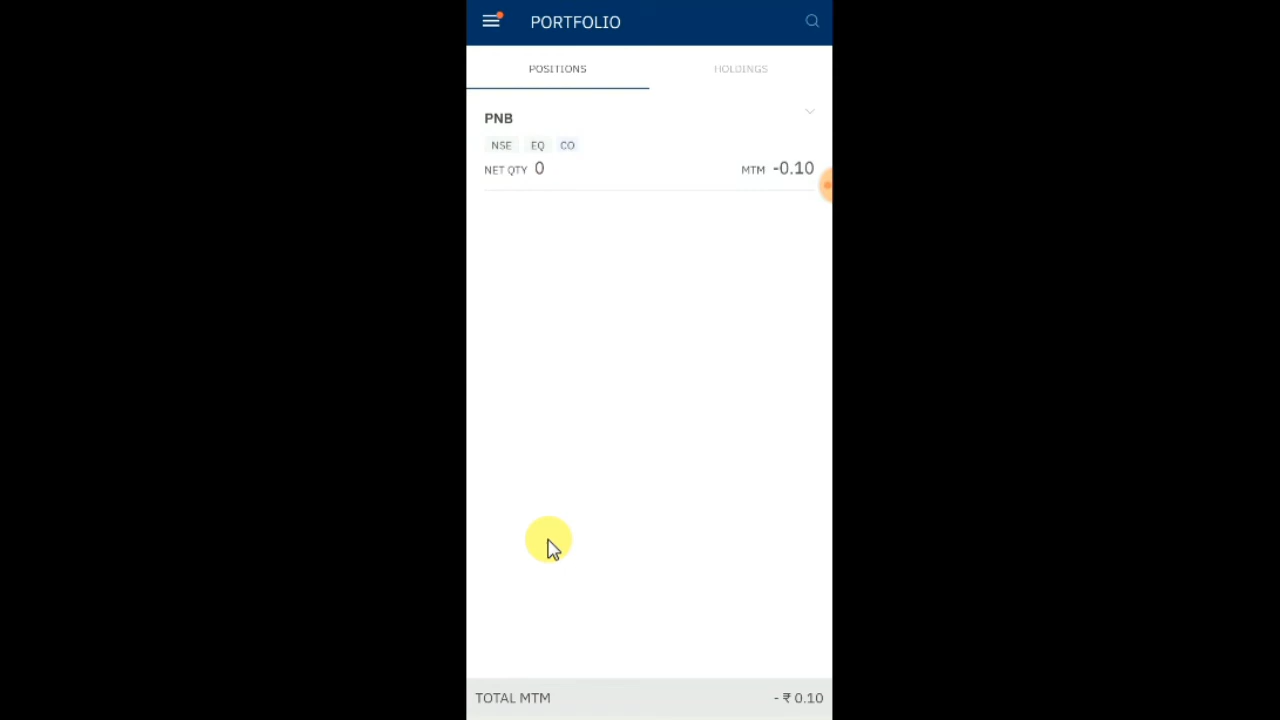 PORTFOLIO
POSITIONS HOLDINGS
PNB
NSE EQ CO
NET QTY 0 MTM -0.10
TOTAL MTM - ₹ 0.10